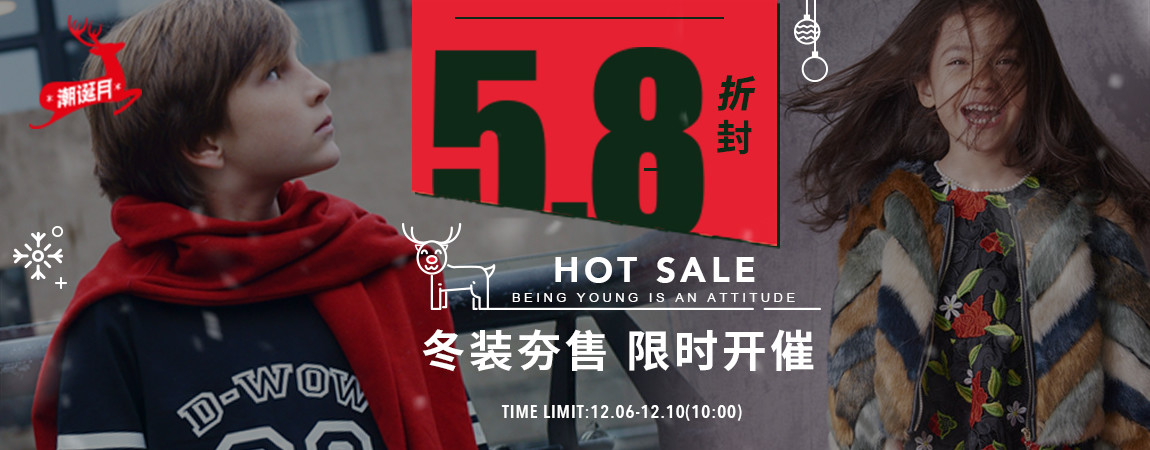 潮诞月
5.8
折封
HOT SALE
BEING YOUNG IS AN ATTITUDE
冬装夯售 限时开催
TIME LIMIT:12.06-12.10(10:00)
D-WOW